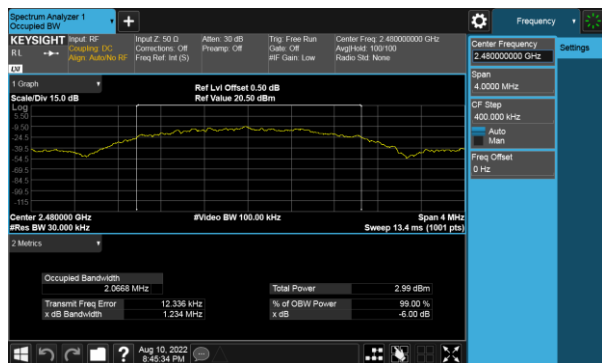 Spectrum Analyzer 1
Occupied BW
Frequency
KEYSIGHT
RL
Input: RF
Coupling: DC
Align: Auto/No RF
Input Z: 50 Ω
Corrections: Off
Freq Ref: Int (S)
Atten: 30 dB
Preamp: Off
Trig: Free Run
Gate: Off
#IF Gain: Low
Center Freq: 2.480000000 GHz
Avg|Hold: 100/100
Radio Std: None
Center Frequency
2.480000000 GHz
Settings
Span
4.0000 MHz
CF Step
400.000 kHz
Auto
Man
Freq Offset
0 Hz
1 Graph
Scale/Div 15.0 dB
Ref Lvl Offset 0.50 dB
Ref Value 20.50 dBm
Log
5.50
-9.50
-24.5
-39.5
-54.5
-69.5
-84.5
-99.5
-115
Center 2.480000 GHz
#Res BW 30.000 kHz
#Video BW 100.00 kHz
Span 4 MHz
Sweep 13.4 ms (1001 pts)
2 Metrics
Occupied Bandwidth
2.0668 MHz
Total Power 2.99 dBm
Transmit Freq Error 12.336 kHz
% of OBW Power 99.00 %
x dB Bandwidth 1.234 MHz
x dB -6.00 dB
?
Aug 10, 2022
8:45:34 PM